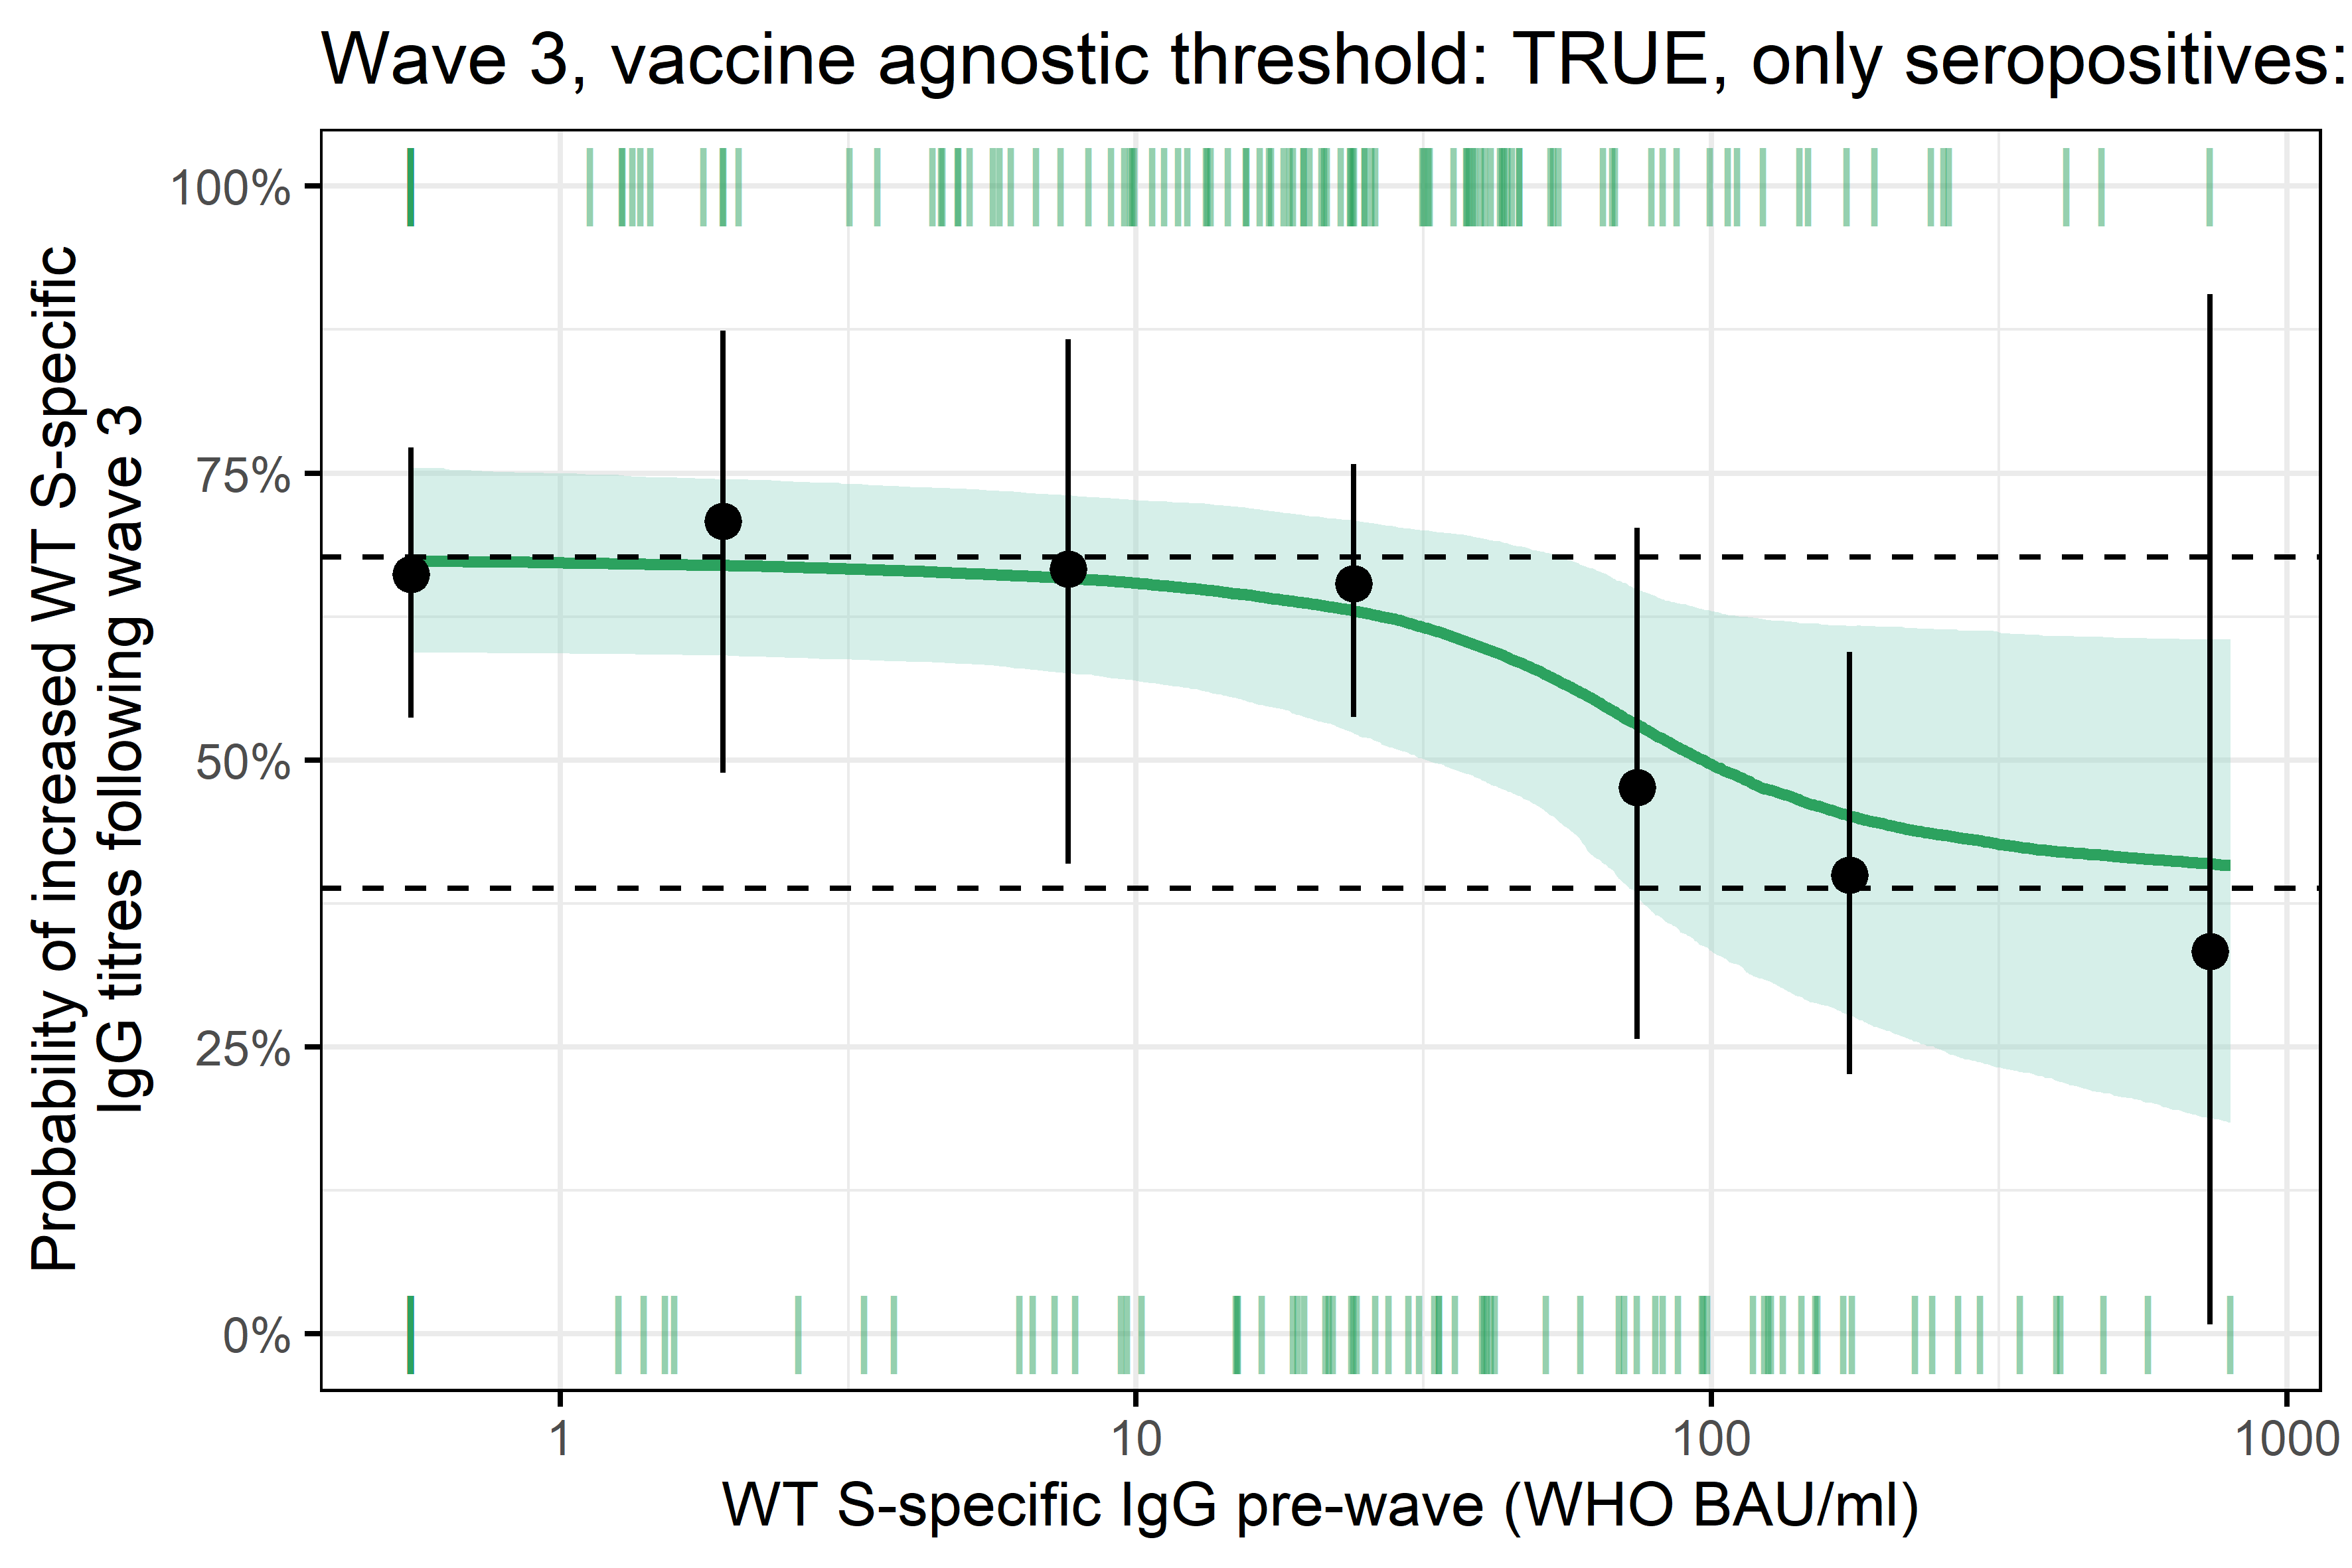 Wave 3, vaccine agnostic threshold: TRUE, only seropositives:
Probability of increased WT S-specific
IgG titres following wave 3
100%
75%
50%
25%
0%
1
10
100
1000
WT S-specific IgG pre-wave (WHO BAU/ml)